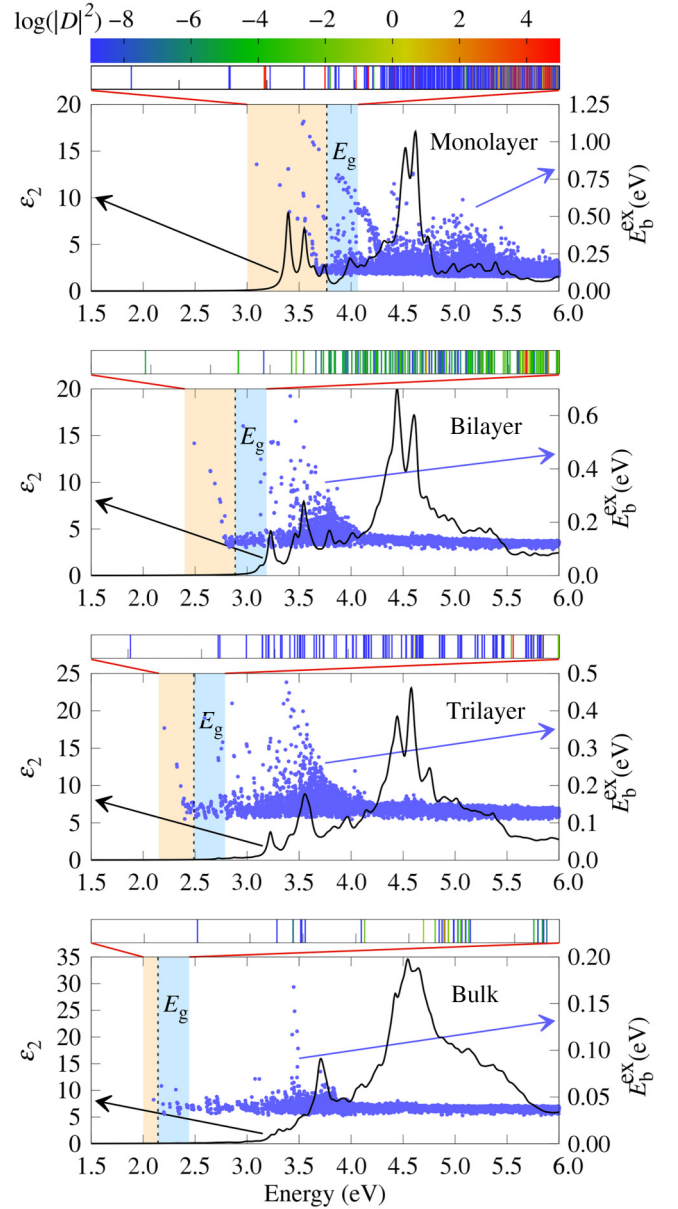 log(|D|²) −8 −6 −4 −2 0 2 4
20 1.25
15 Eg Monolayer 1.00
ε₂ 10 0.75 E_b^ex(eV)
0.50
5 0.25
0 0.00
1.5 2.0 2.5 3.0 3.5 4.0 4.5 5.0 5.5 6.0
20
15 Eg Bilayer 0.6
ε₂ 10 0.4 E_b^ex(eV)
5 0.2
0 0.0
1.5 2.0 2.5 3.0 3.5 4.0 4.5 5.0 5.5 6.0
25 0.5
20 Eg Trilayer 0.4
ε₂ 15 0.3 E_b^ex(eV)
10 0.2
5 0.1
0 0.0
1.5 2.0 2.5 3.0 3.5 4.0 4.5 5.0 5.5 6.0
35 0.20
30 Eg Bulk
25 0.15
ε₂ 20 E_b^ex(eV)
15 0.10
10 0.05
5
0 0.00
1.5 2.0 2.5 3.0 3.5 4.0 4.5 5.0 5.5 6.0
Energy (eV)